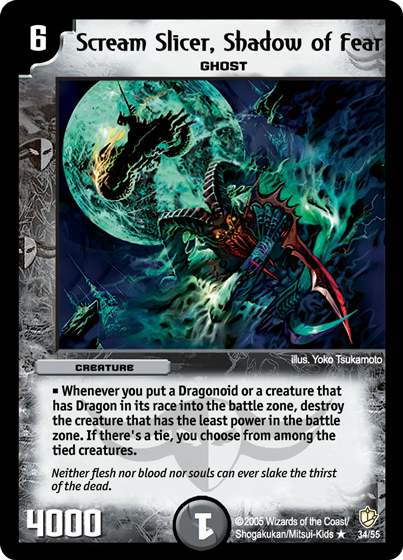 6
Scream Slicer, Shadow of Fear
GHOST
illus. Yoko Tsukamoto
CREATURE
▪ Whenever you put a Dragonoid or a creature that
has Dragon in its race into the battle zone, destroy
the creature that has the least power in the battle
zone. If there's a tie, you choose from among the
tied creatures.
Neither flesh nor blood nor souls can ever slake the thirst
of the dead.
4000
1
©2005 Wizards of the Coast/
Shogakukan/Mitsui-Kids ★ 34/55